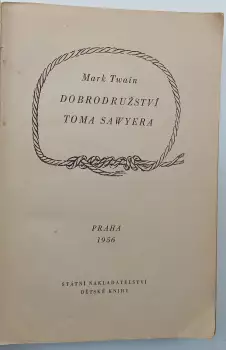 Mark Twain
DOBRODRUŽSTVÍ
TOMA SAWYERA
PRAHA
1956
STÁTNÍ NAKLADATELSTVÍ
DĚTSKÉ KNIHY